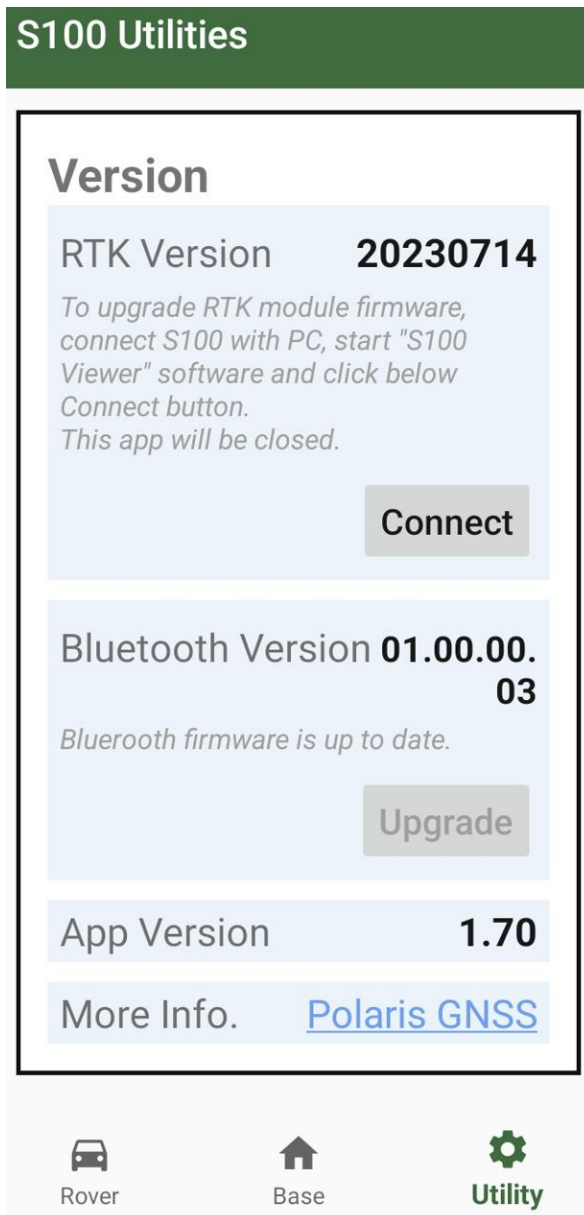 S100 Utilities
Version
RTK Version 20230714
To upgrade RTK module firmware,
connect S100 with PC, start "S100
Viewer" software and click below
Connect button.
This app will be closed.
Connect
Bluetooth Version 01.00.00.
03
Bluerooth firmware is up to date.
Upgrade
App Version 1.70
More Info. Polaris GNSS
Rover Base Utility